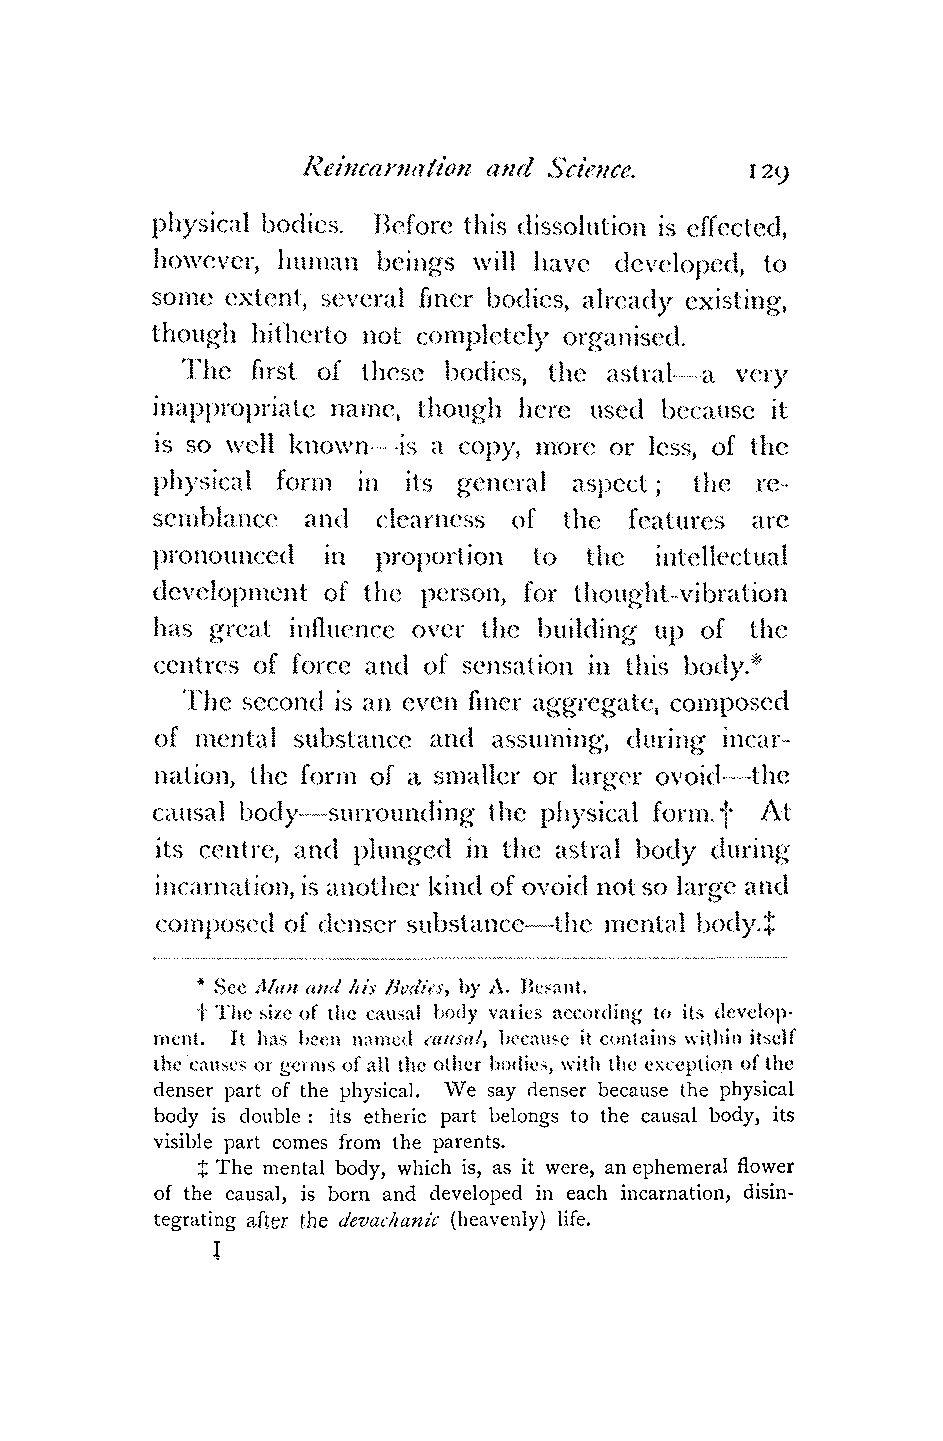 Reincarnation and Science. 129
physical bodies. Before this dissolution is effected,
however, human beings will have developed, to
some extent, several finer bodies, already existing,
though hitherto not completely organised.
The first of these bodies, the astral—a very
inappropriate name, though here used because it
is so well known—is a copy, more or less, of the
physical form in its general aspect; the re-
semblance and clearness of the features are
pronounced in proportion to the intellectual
development of the person, for thought-vibration
has great influence over the building up of the
centres of force and of sensation in this body.*
The second is an even finer aggregate, composed
of mental substance and assuming, during incar-
nation, the form of a smaller or larger ovoid—the
causal body—surrounding the physical form.† At
its centre, and plunged in the astral body during
incarnation, is another kind of ovoid not so large and
composed of denser substance—the mental body.‡
* See Man and his Bodies, by A. Besant.
† The size of the causal body varies according to its develop-
ment. It has been named causal, because it contains within itself
the causes or germs of all the other bodies, with the exception of the
denser part of the physical. We say denser because the physical
body is double: its etheric part belongs to the causal body, its
visible part comes from the parents.
‡ The mental body, which is, as it were, an ephemeral flower
of the causal, is born and developed in each incarnation, disin-
tegrating after the devachanic (heavenly) life.
I